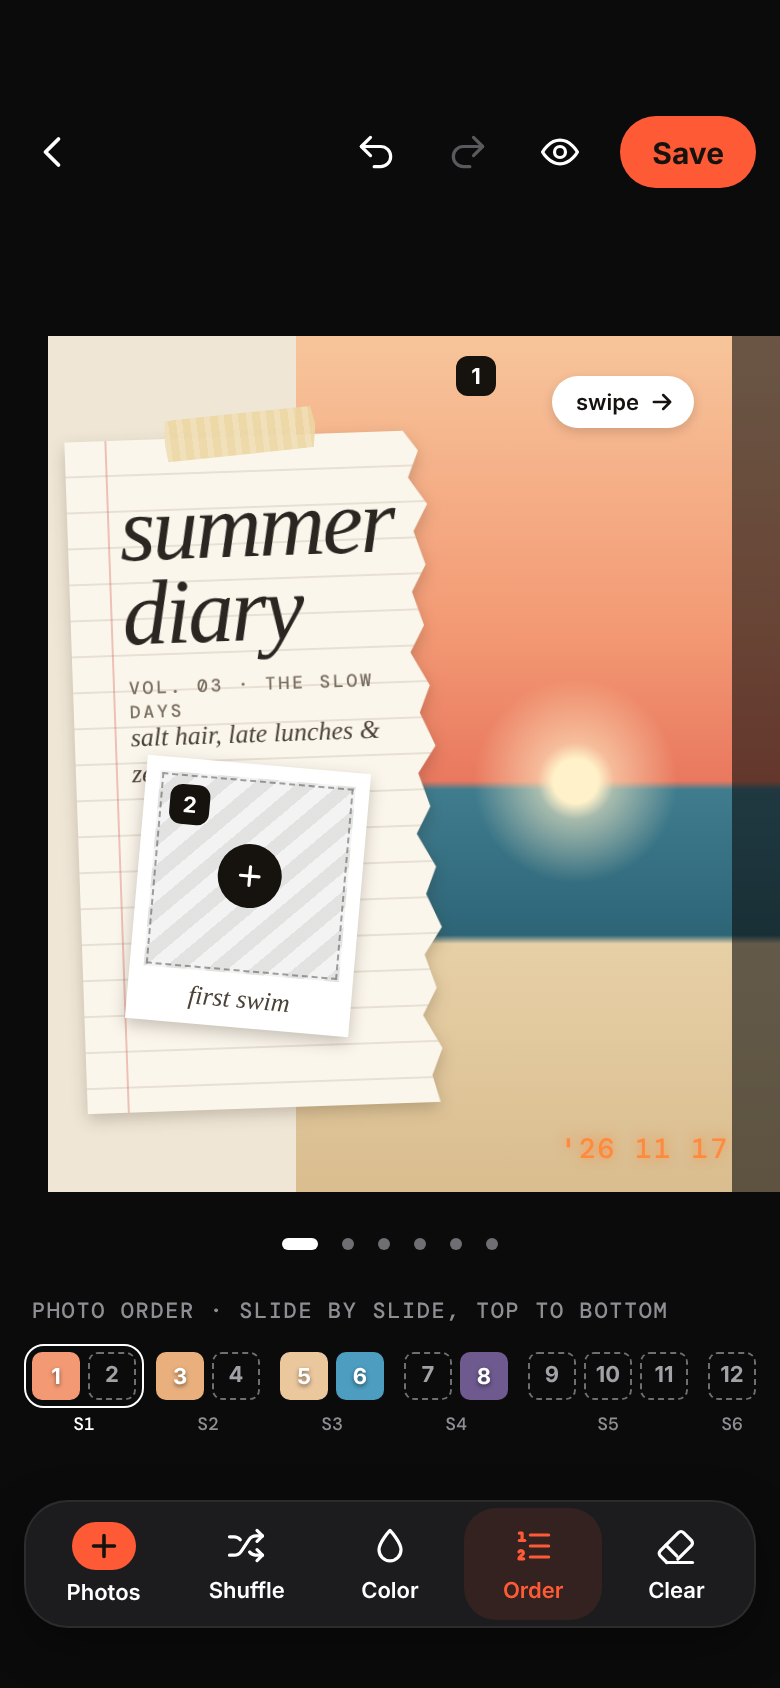 Save
1
swipe
summer
diary
VOL. 03 · THE SLOW
DAYS
salt hair, late lunches &
2
first swim
'26 11 17
PHOTO ORDER · SLIDE BY SLIDE, TOP TO BOTTOM
1 2 3 4 5 6 7 8 9 10 11 12
S1 S2 S3 S4 S5 S6
Photos Shuffle Color Order Clear